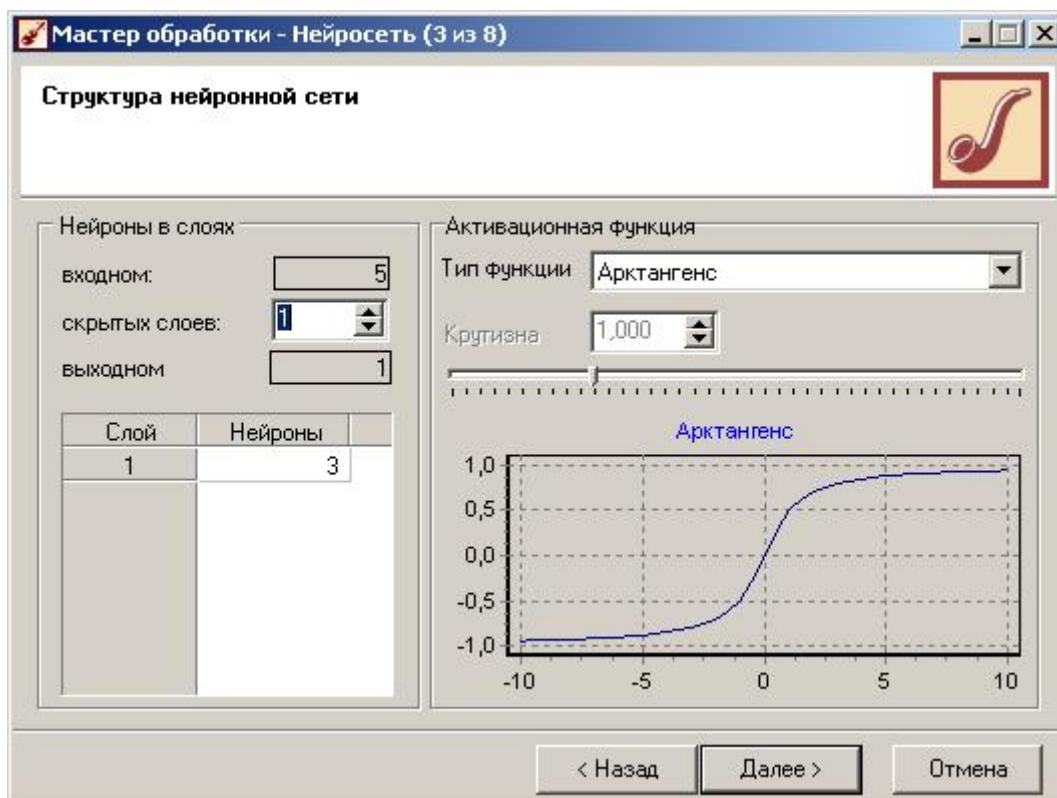 Мастер обработки - Нейросеть (3 из 8)
Структура нейронной сети
Нейроны в слоях
входном: 5
скрытых слоев: 1
выходном 1
Слой Нейроны
1 3
Активационная функция
Тип функции Арктангенс
Крутизна 1,000
Арктангенс
1,0
0,5
0,0
-0,5
-1,0
-10 -5 0 5 10
< Назад Далее > Отмена